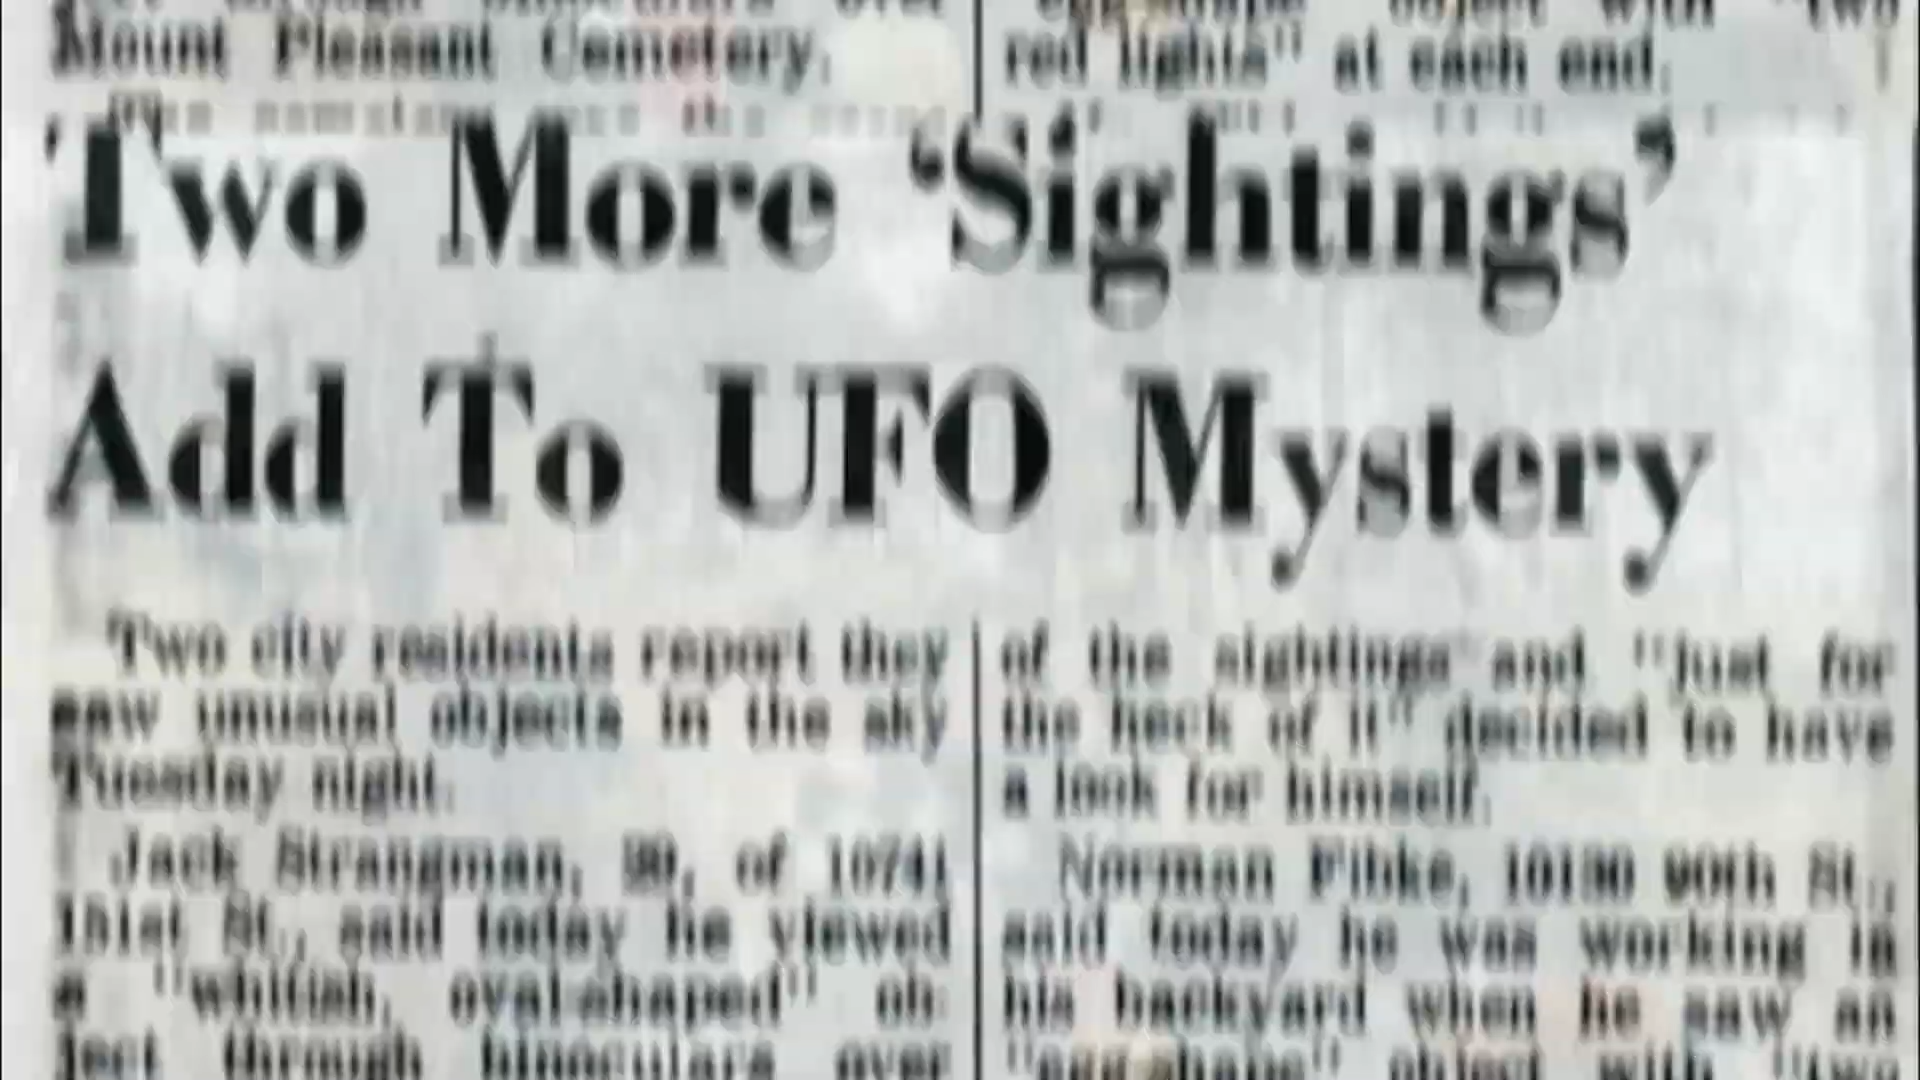 Mount Pleasant Cemetery.
red lights" at each end.
Two More 'Sightings'
Add To UFO Mystery
Two city residents report they
saw unusual objects in the sky
Tuesday night.
Jack Strangman, of 10741
151st St., said today he viewed
a "whitish, oval-shaped" ob-
ject through binoculars over
of the sightings and "just for
the heck of it" decided to have
a look for himself.
Norman Fibke, 90th St.,
said today he was working in
his backyard when he saw an
object with "two